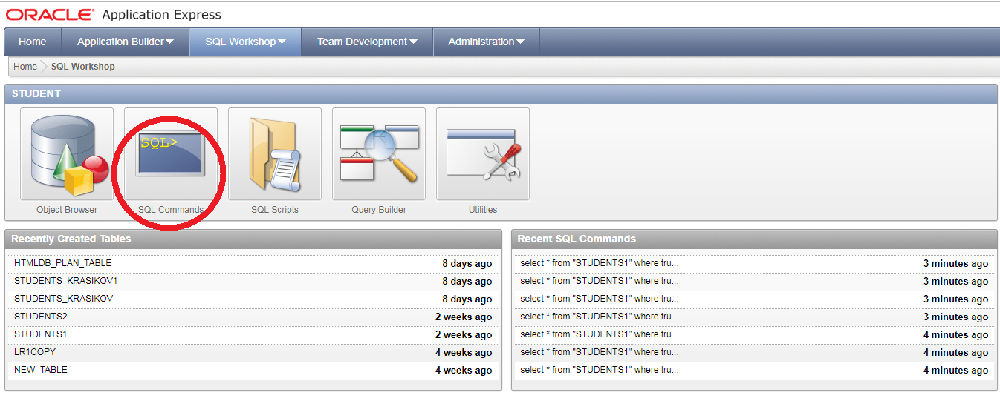 ORACLE® Application Express
Home Application Builder SQL Workshop Team Development Administration
Home SQL Workshop
STUDENT
SQL>
Object Browser SQL Commands SQL Scripts Query Builder Utilities
Recently Created Tables
HTMLDB_PLAN_TABLE 8 days ago
STUDENTS_KRASIKOV1 8 days ago
STUDENTS_KRASIKOV 8 days ago
STUDENTS2 2 weeks ago
STUDENTS1 2 weeks ago
LR1COPY 4 weeks ago
NEW_TABLE 4 weeks ago
Recent SQL Commands
select * from "STUDENTS1" where tru... 3 minutes ago
select * from "STUDENTS1" where tru... 3 minutes ago
select * from "STUDENTS1" where tru... 3 minutes ago
select * from "STUDENTS1" where tru... 3 minutes ago
select * from "STUDENTS1" where tru... 4 minutes ago
select * from "STUDENTS1" where tru... 4 minutes ago
select * from "STUDENTS1" where tru... 4 minutes ago